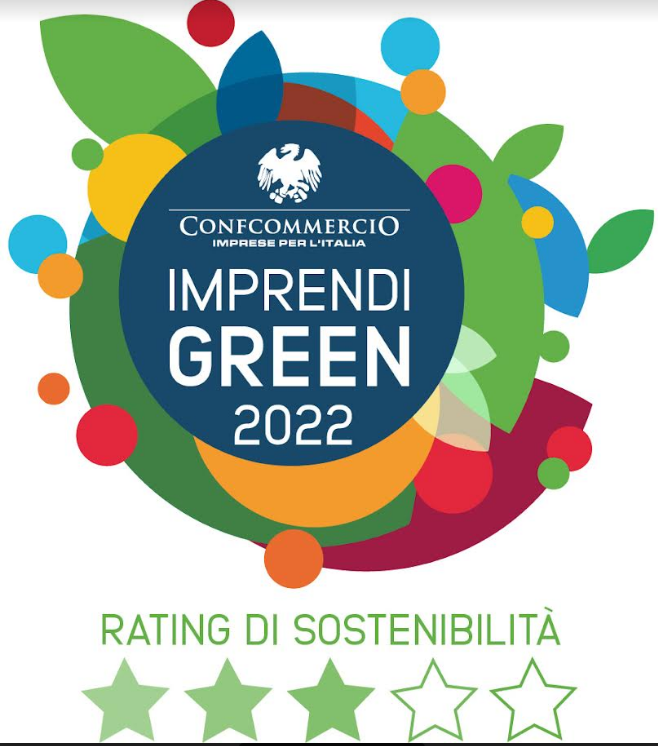 CONFCOMMERCIO
IMPRESE PER L'ITALIA
IMPRENDI
GREEN
2022
RATING DI SOSTENIBILITÀ